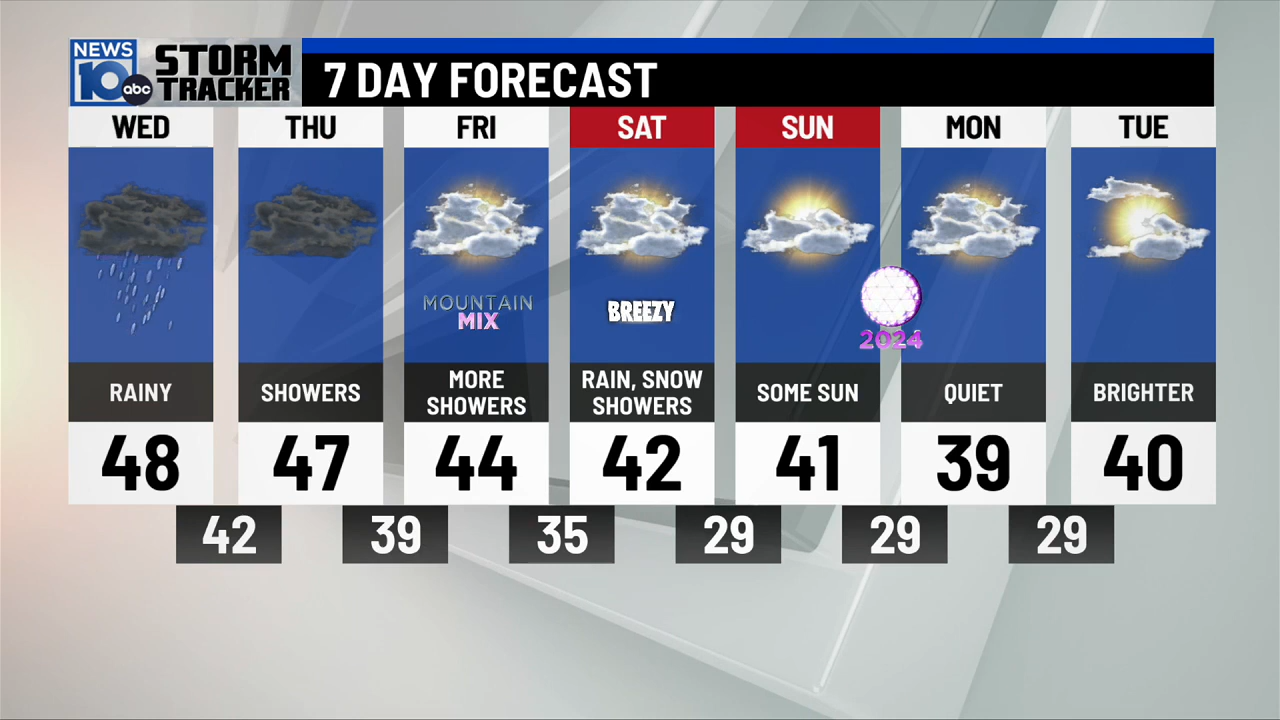 NEWS
10
abc
STORM
TRACKER
7 DAY FORECAST
WED
THU
FRI
SAT
SUN
MON
TUE
MOUNTAIN
MIX
BREEZY
2024
RAINY
SHOWERS
MORE
SHOWERS
RAIN, SNOW
SHOWERS
SOME SUN
QUIET
BRIGHTER
48
47
44
42
41
39
40
42
39
35
29
29
29